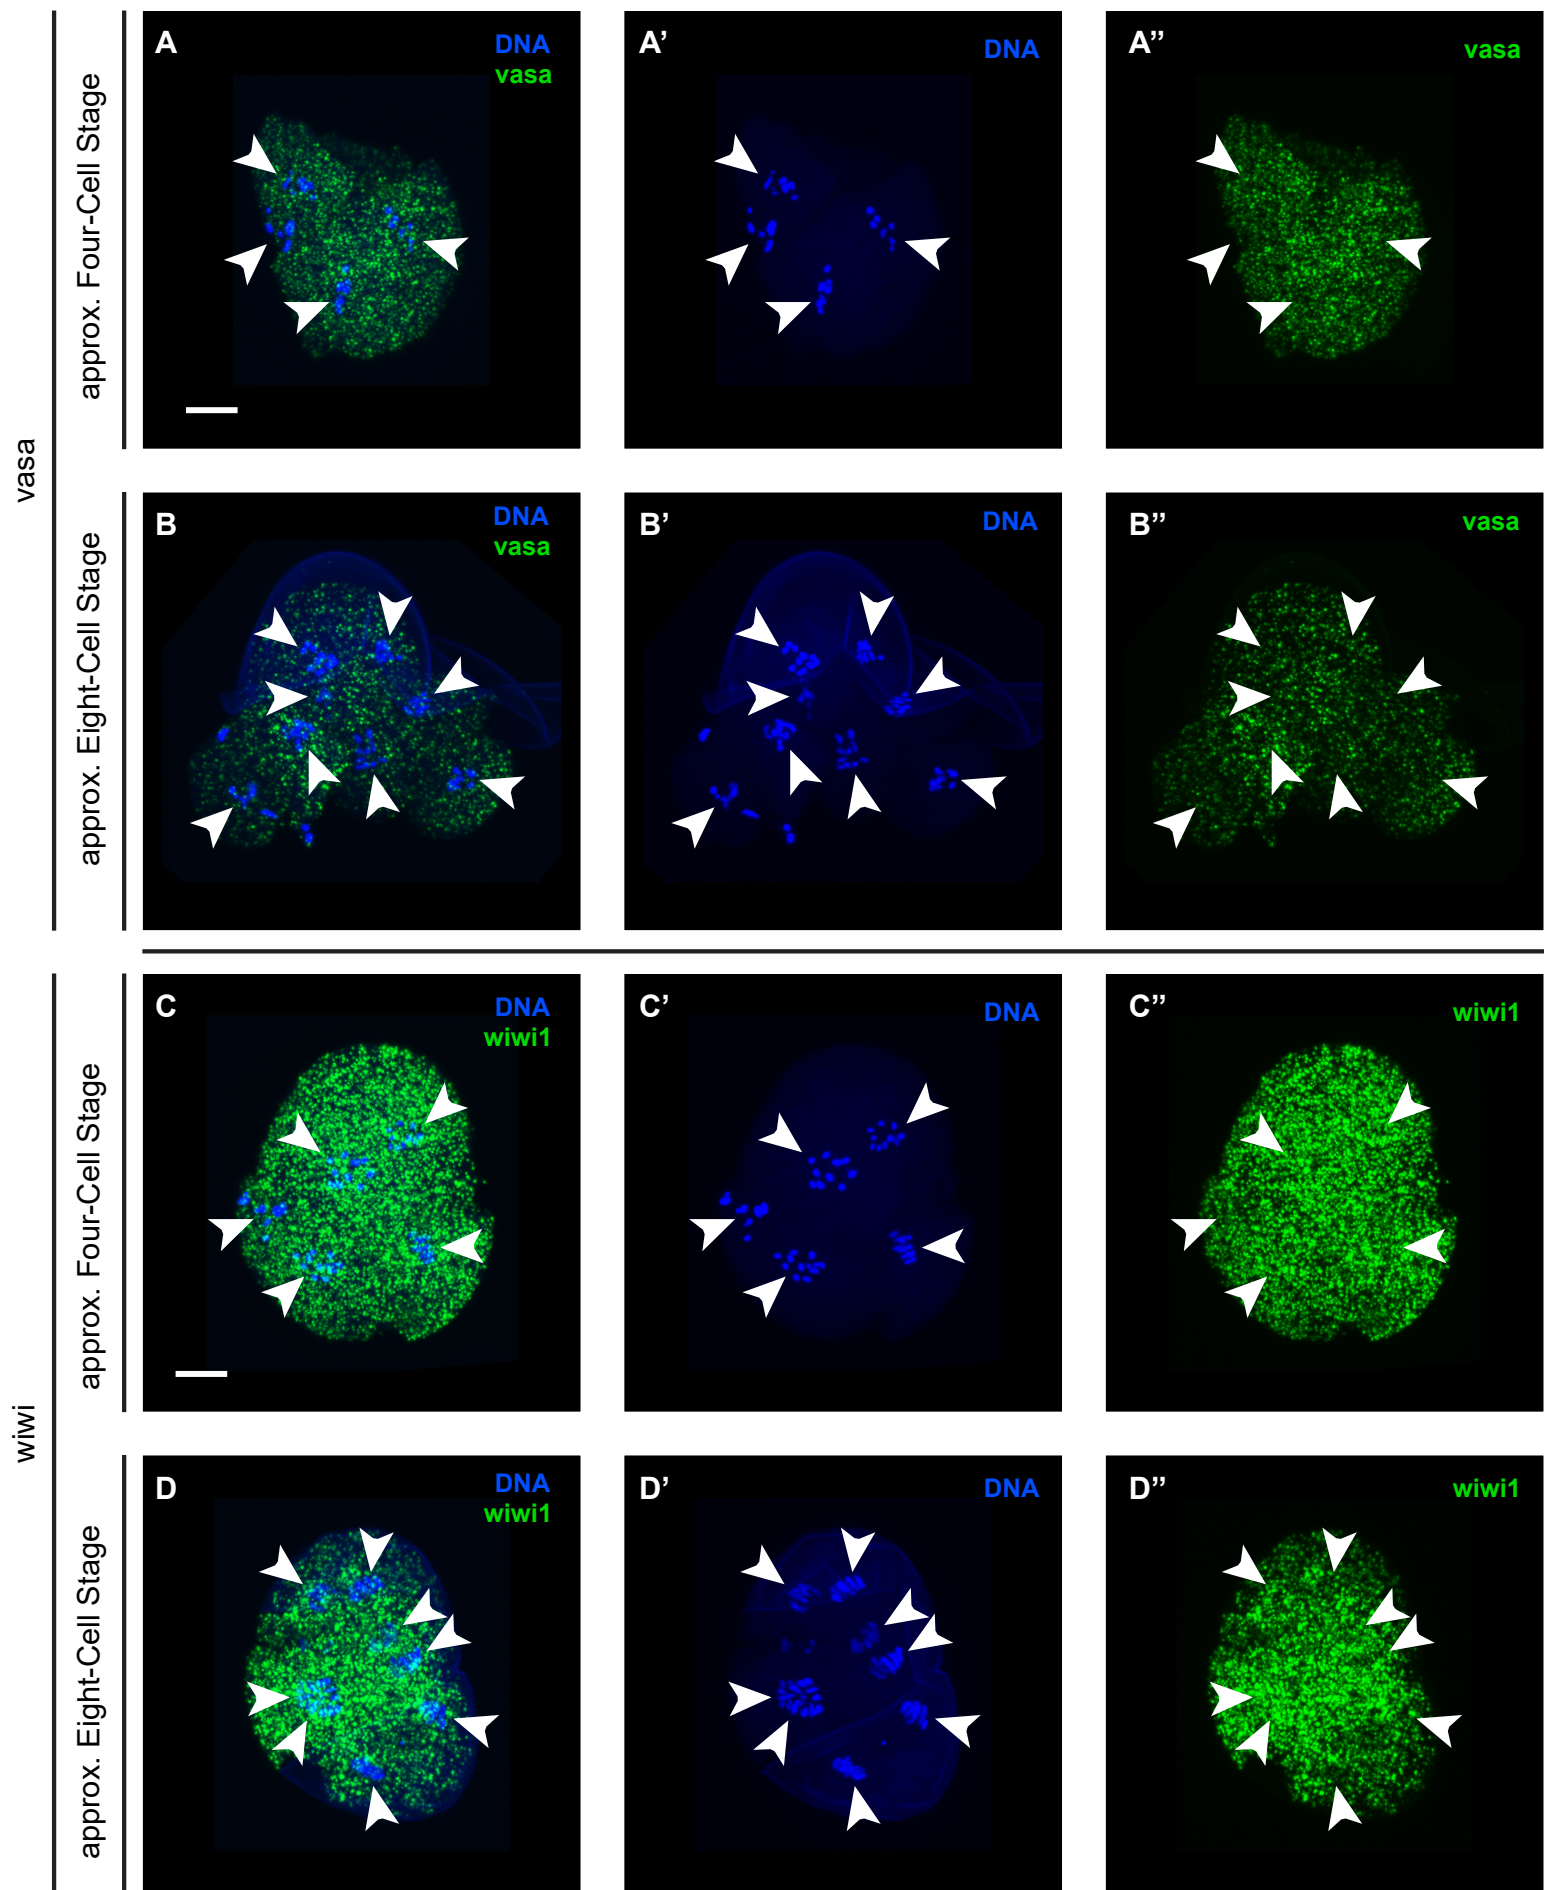 vasa
approx. Four-Cell Stage
A
DNA
vasa
A’
DNA
A’’
vasa
approx. Eight-Cell Stage
B
DNA
vasa
B’
DNA
B’’
vasa
wiwi
approx. Four-Cell Stage
C
DNA
wiwi1
C’
DNA
C’’
wiwi1
approx. Eight-Cell Stage
D
DNA
wiwi1
D’
DNA
D’’
wiwi1